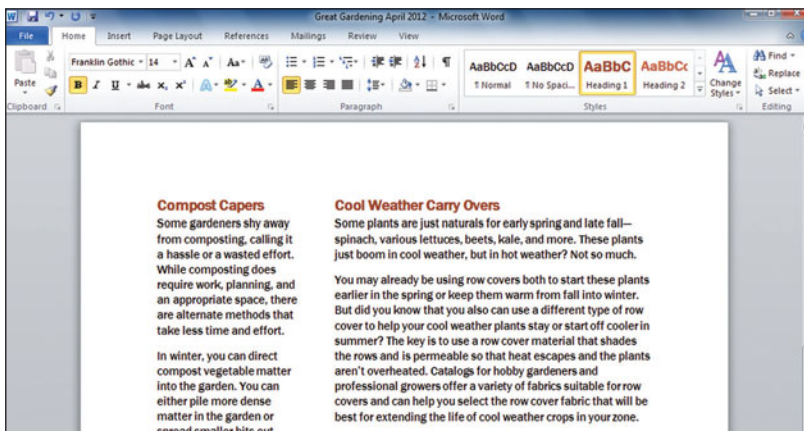 Great Gardening April 2012 - Microsoft Word
File Home Insert Page Layout References Mailings Review View
Paste
Franklin Gothic 14 A A Aa
B I U abe x₂ x² A ab A
AaBbCcD AaBbCcD AaBbC AaBbCc
¶ Normal ¶ No Spaci... Heading 1 Heading 2
Change
Styles
Find
Replace
Select
Clipboard Font Paragraph Styles Editing
Compost Capers
Some gardeners shy away
from composting, calling it
a hassle or a wasted effort.
While composting does
require work, planning, and
an appropriate space, there
are alternate methods that
take less time and effort.
In winter, you can direct
compost vegetable matter
into the garden. You can
either pile more dense
matter in the garden or
spread smaller bits out
Cool Weather Carry Overs
Some plants are just naturals for early spring and late fall—
spinach, various lettuces, beets, kale, and more. These plants
just boom in cool weather, but in hot weather? Not so much.
You may already be using row covers both to start these plants
earlier in the spring or keep them warm from fall into winter.
But did you know that you also can use a different type of row
cover to help your cool weather plants stay or start off cooler in
summer? The key is to use a row cover material that shades
the rows and is permeable so that heat escapes and the plants
aren't overheated. Catalogs for hobby gardeners and
professional growers offer a variety of fabrics suitable for row
covers and can help you select the row cover fabric that will be
best for extending the life of cool weather crops in your zone.